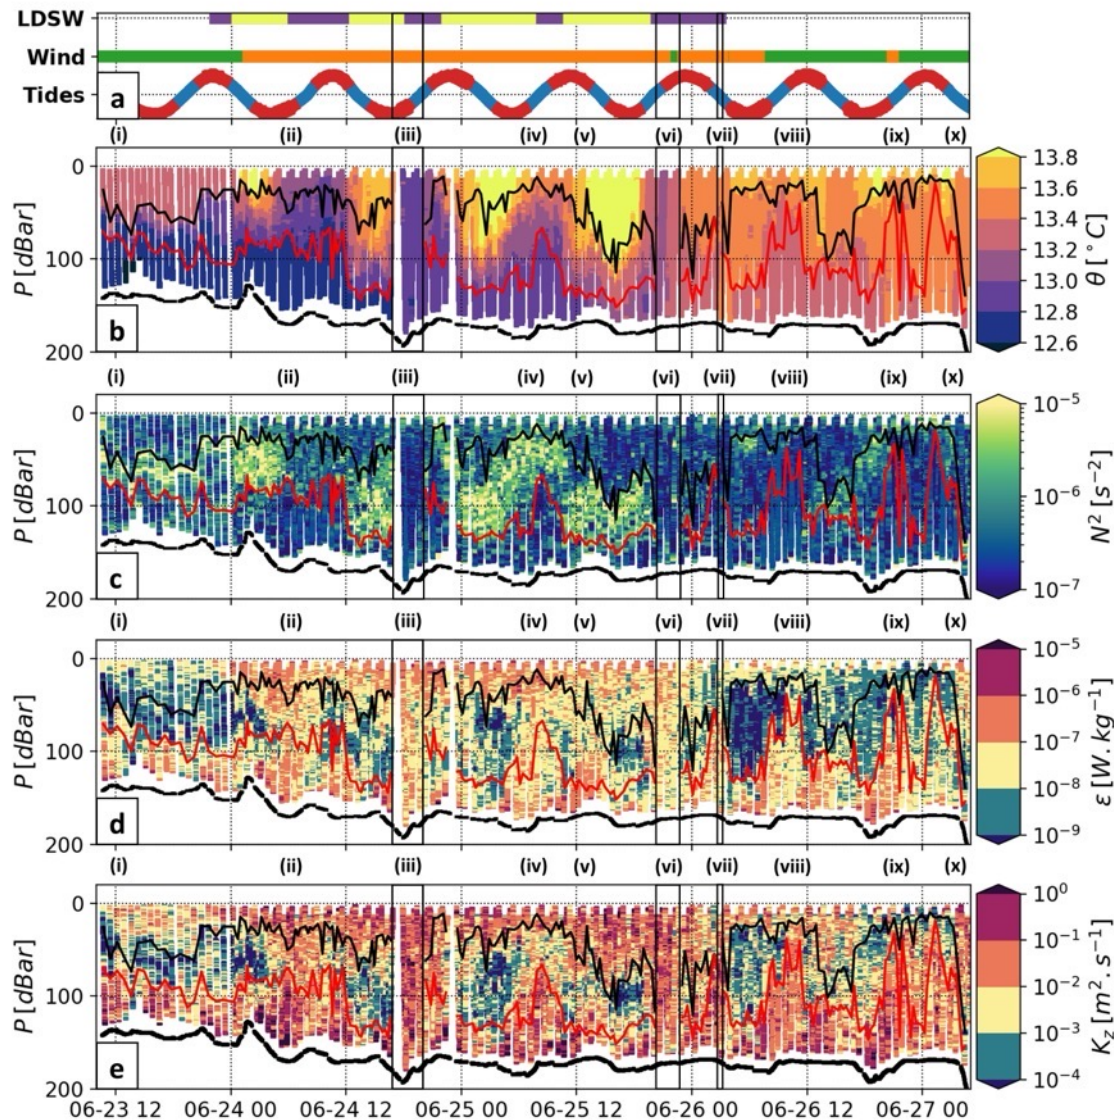 LDSW
Wind
Tides
a
(i) (ii) (iii) (iv) (v) (vi) (vii) (viii) (ix) (x)
0
100
200
P [dBar]
b
13.8
13.6
13.4
13.2
13.0
12.8
12.6
θ [°C]
(i) (ii) (iii) (iv) (v) (vi) (vii) (viii) (ix) (x)
0
100
200
P [dBar]
c
10⁻⁵
10⁻⁶
10⁻⁷
N² [s⁻²]
(i) (ii) (iii) (iv) (v) (vi) (vii) (viii) (ix) (x)
0
100
200
P [dBar]
d
10⁻⁵
10⁻⁶
10⁻⁷
10⁻⁸
10⁻⁹
ε [W.kg⁻¹]
(i) (ii) (iii) (iv) (v) (vi) (vii) (viii) (ix) (x)
0
100
200
P [dBar]
e
10⁰
10⁻¹
10⁻²
10⁻³
10⁻⁴
K_z [m².s⁻¹]
06-23 12 06-24 00 06-24 12 06-25 00 06-25 12 06-26 00 06-26 12 06-27 00